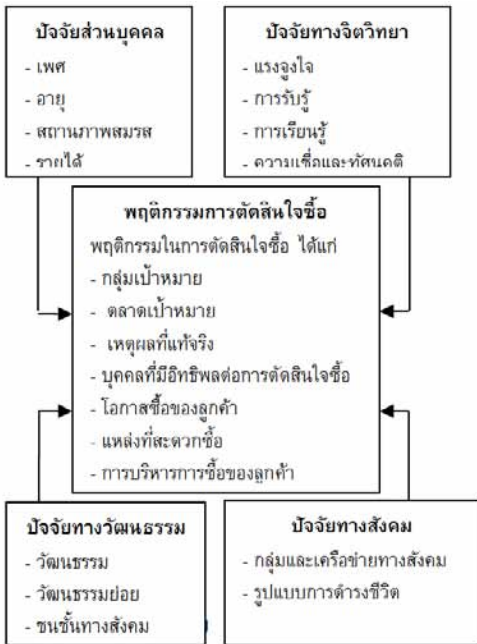 ปัจจัยส่วนบุคคล
- เพศ
- อายุ
- สถานภาพสมรส
- รายได้
ปัจจัยทางจิตวิทยา
- แรงจูงใจ
- การรับรู้
- การเรียนรู้
- ความเชื่อและทัศนคติ
พฤติกรรมการตัดสินใจซื้อ
พฤติกรรมในการตัดสินใจซื้อ ได้แก่
- กลุ่มเป้าหมาย
- ตลาดเป้าหมาย
- เหตุผลที่แท้จริง
- บุคคลที่มีอิทธิพลต่อการตัดสินใจซื้อ
- โอกาสซื้อของลูกค้า
- แหล่งที่สะดวกซื้อ
- การบริหารการซื้อของลูกค้า
ปัจจัยทางวัฒนธรรม
- วัฒนธรรม
- วัฒนธรรมย่อย
- ชนชั้นทางสังคม
ปัจจัยทางสังคม
- กลุ่มและเครือข่ายทางสังคม
- รูปแบบการดำรงชีวิต